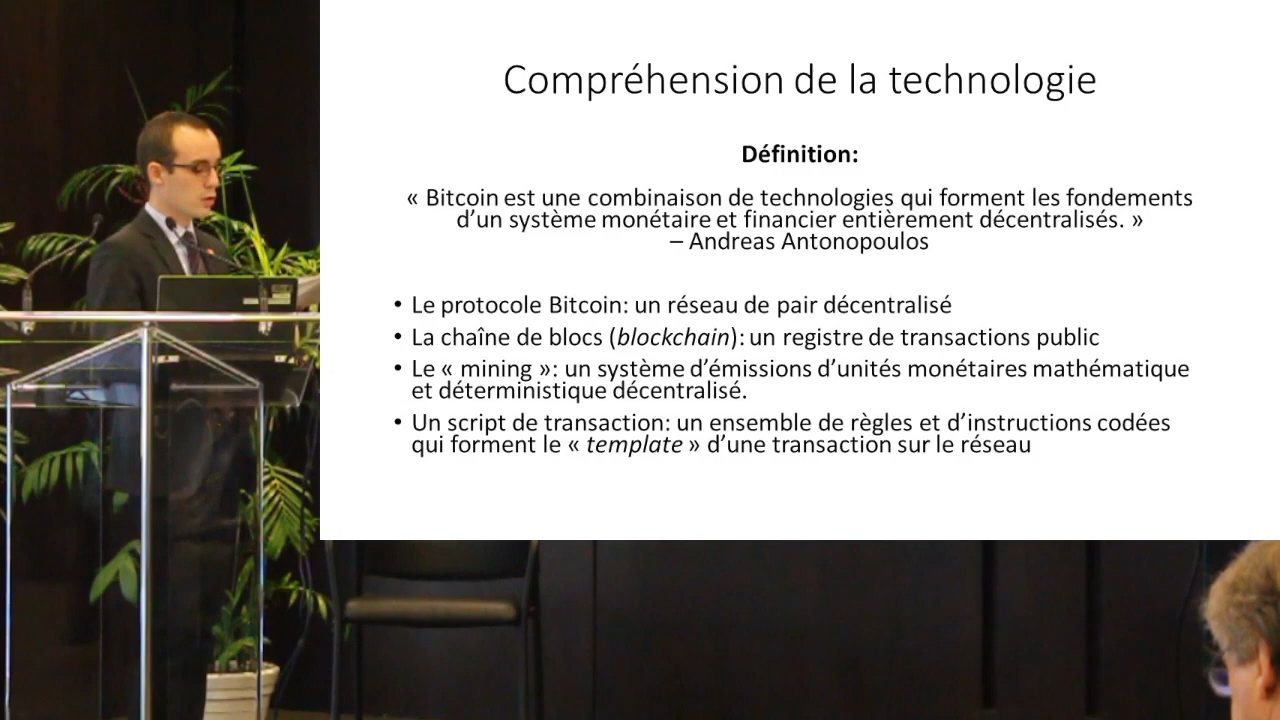 Compréhension de la technologie
Définition:
« Bitcoin est une combinaison de technologies qui forment les fondements
d’un système monétaire et financier entièrement décentralisés. »
– Andreas Antonopoulos
• Le protocole Bitcoin: un réseau de pair décentralisé
• La chaîne de blocs (blockchain): un registre de transactions public
• Le « mining »: un système d’émissions d’unités monétaires mathématique
et déterministique décentralisé.
• Un script de transaction: un ensemble de règles et d’instructions codées
qui forment le « template » d’une transaction sur le réseau